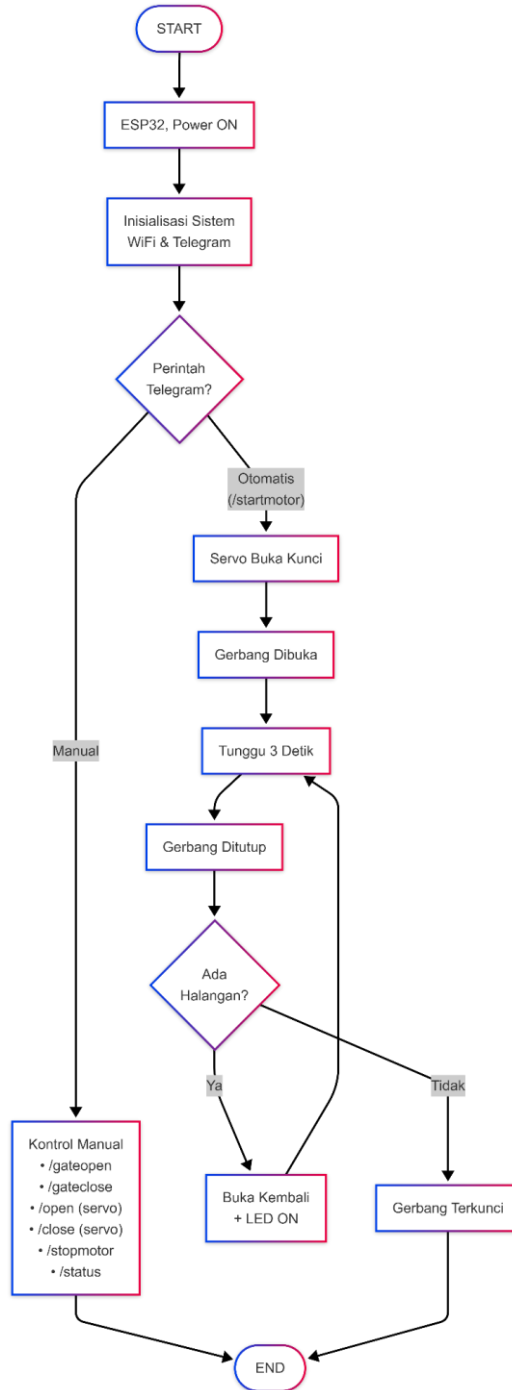 START
ESP32, Power ON
Inisialisasi Sistem
WiFi & Telegram
Perintah
Telegram?
Otomatis
(/startmotor)
Servo Buka Kunci
Gerbang Dibuka
Manual
Tunggu 3 Detik
Gerbang Ditutup
Ada
Halangan?
Ya
Tidak
Kontrol Manual
• /gateopen
• /gateclose
• /open (servo)
• /close (servo)
• /stopmotor
• /status
Buka Kembali
+ LED ON
Gerbang Terkunci
END